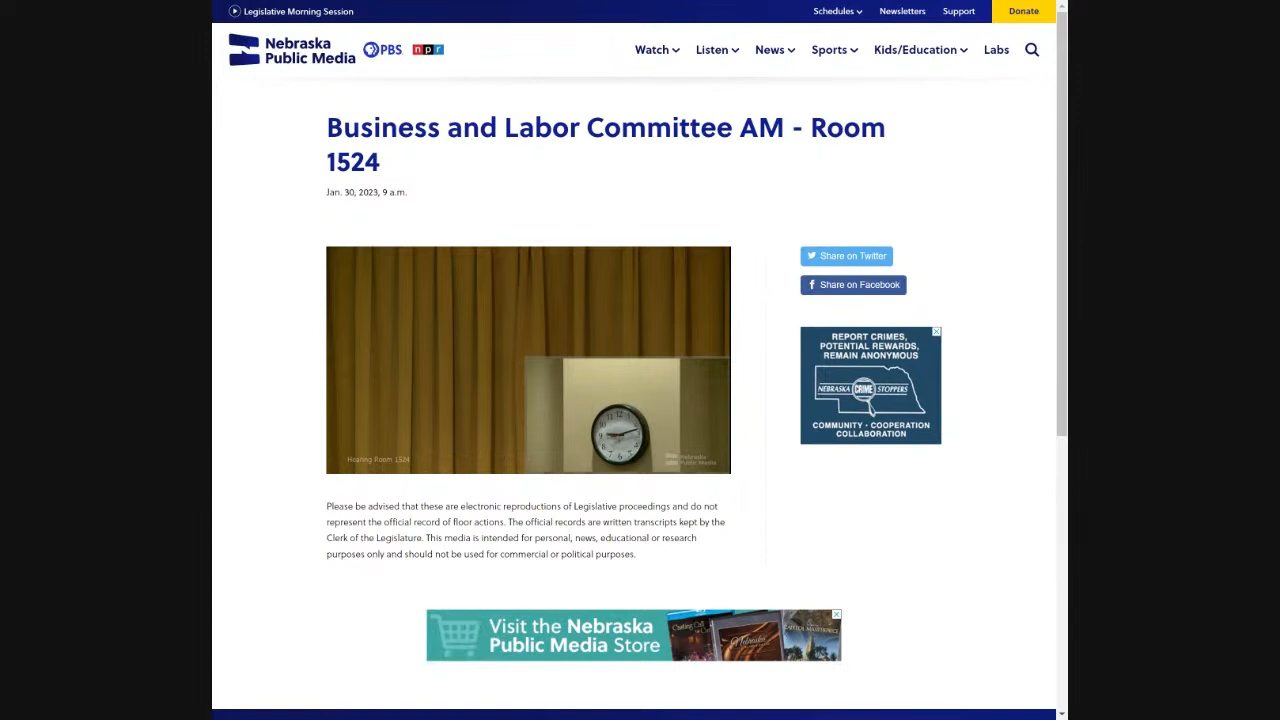 Legislative Morning Session
Schedules
Newsletters
Support
Donate
Nebraska
Public Media
PBS
npr
Watch
Listen
News
Sports
Kids/Education
Labs
Business and Labor Committee AM - Room
1524
Jan. 30, 2023, 9 a.m.
Hearing Room 1524
Nebraska
Public Media
Share on Twitter
Share on Facebook
REPORT CRIMES,
POTENTIAL REWARDS,
REMAIN ANONYMOUS
NEBRASKA CRIME STOPPERS
COMMUNITY · COOPERATION
COLLABORATION
Please be advised that these are electronic reproductions of Legislative proceedings and do not
represent the official record of floor actions. The official records are written transcripts kept by the
Clerk of the Legislature. This media is intended for personal, news, educational or research
purposes only and should not be used for commercial or political purposes.
Visit the Nebraska
Public Media Store